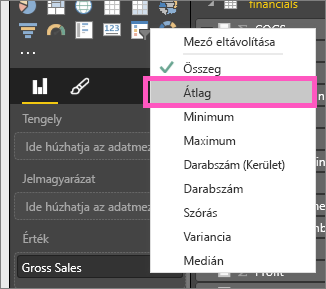 financials
COGS
...
Mező eltávolítása
Összeg
Átlag
Minimum
Maximum
Darabszám (Kerület)
Darabszám
Szórás
Variancia
Medián
Tengely
Ide húzhatja az adatmez
Jelmagyarázat
Ide húzhatja az adatmez
Érték
Gross Sales
Profit